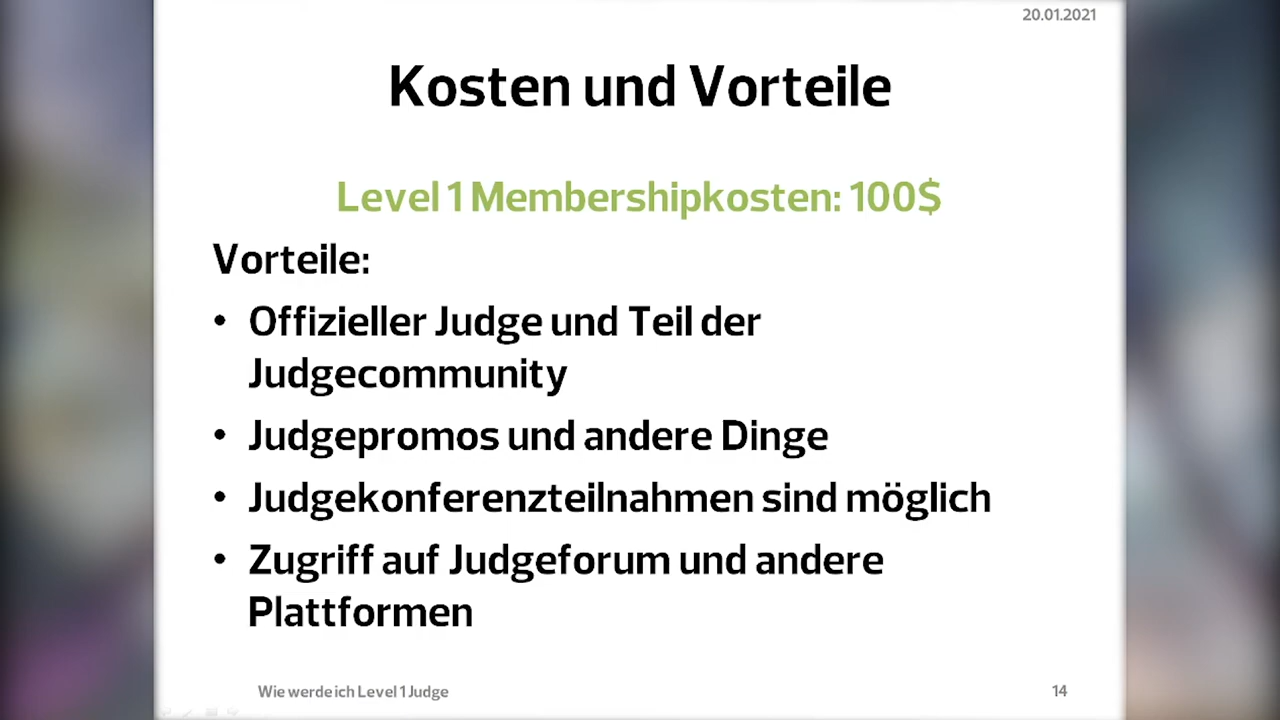 20.01.2021
Kosten und Vorteile
Level 1 Membershipkosten: 100$
Vorteile:
• Offizieller Judge und Teil der
Judgecommunity
• Judgepromos und andere Dinge
• Judgekonferenzteilnahmen sind möglich
• Zugriff auf Judgeforum und andere
Plattformen
Wie werde ich Level 1 Judge
14